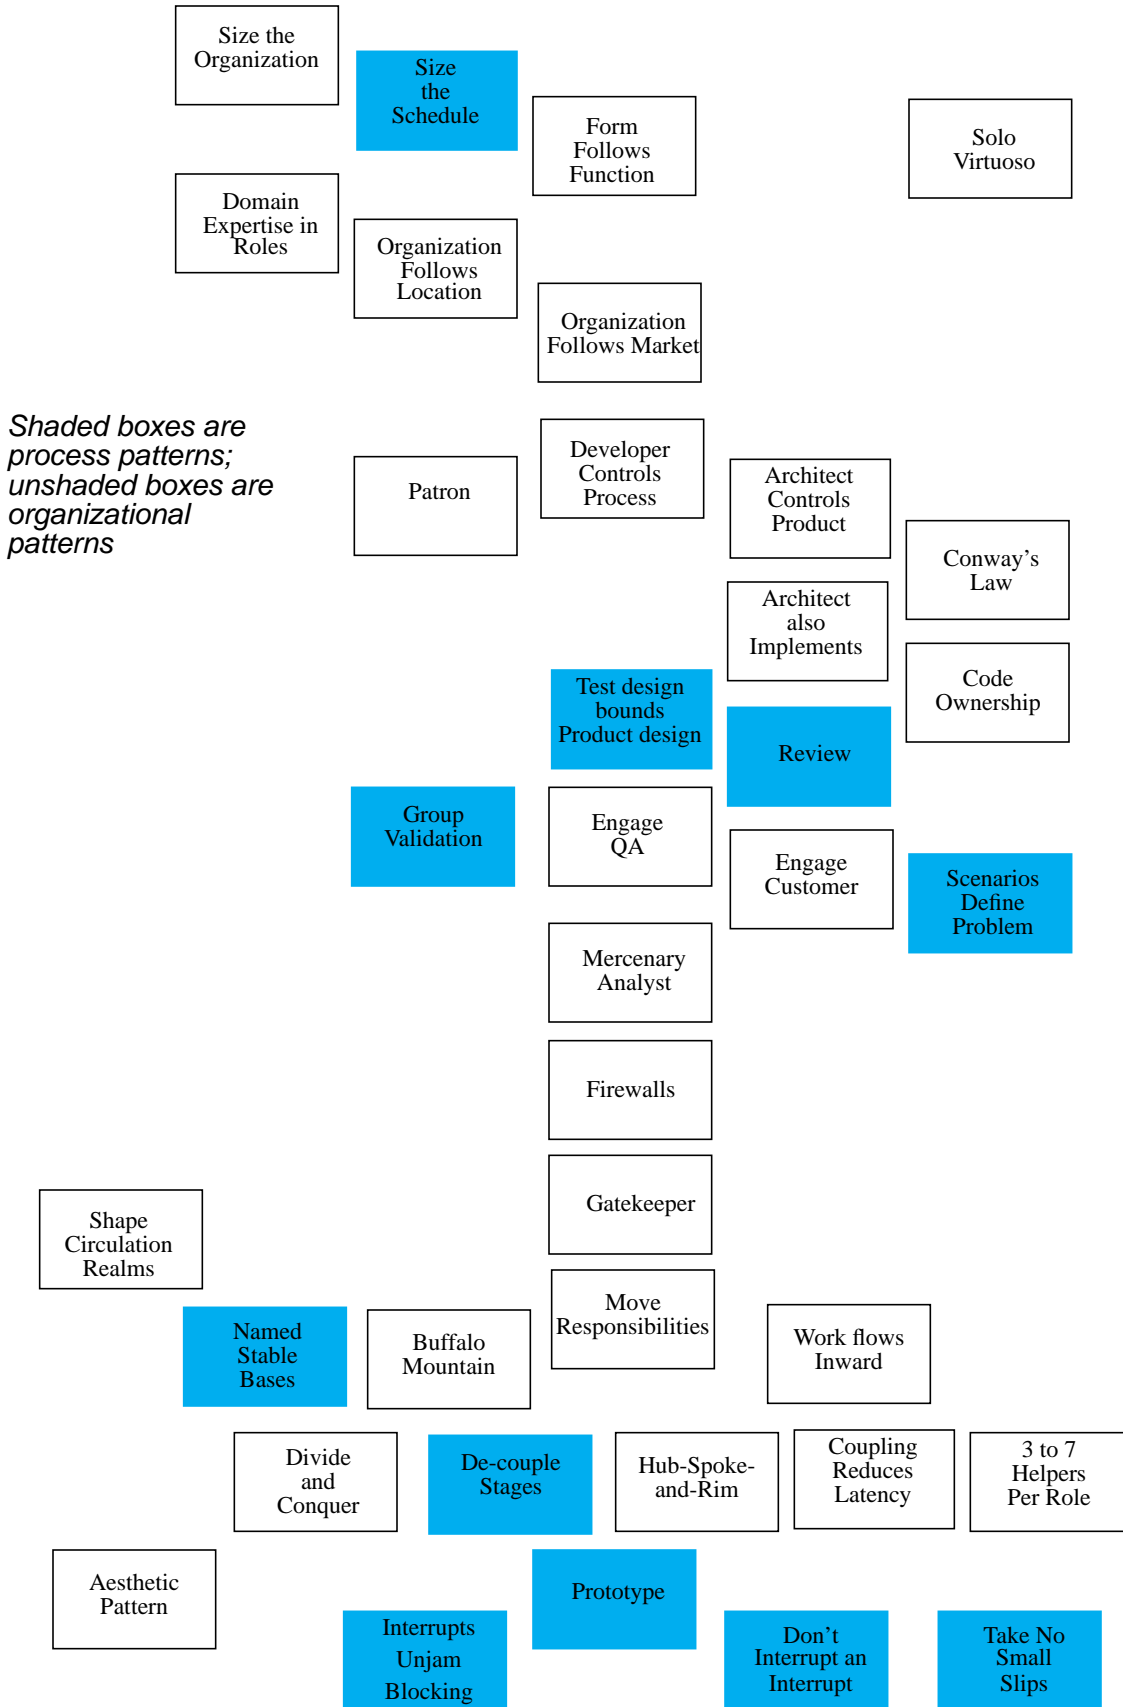 Size the
Organization
Size
the
Schedule
Form
Follows
Function
Solo
Virtuoso
Domain
Expertise in
Roles
Organization
Follows
Location
Organization
Follows Market
Shaded boxes are
process patterns;
unshaded boxes are
organizational
patterns
Patron
Developer
Controls
Process
Architect
Controls
Product
Conway's
Law
Architect
also
Implements
Code
Ownership
Test design
bounds
Product design
Review
Group
Validation
Engage
QA
Engage
Customer
Scenarios
Define
Problem
Mercenary
Analyst
Firewalls
Gatekeeper
Shape
Circulation
Realms
Move
Responsibilities
Named
Stable
Bases
Buffalo
Mountain
Work flows
Inward
Divide
and
Conquer
De-couple
Stages
Hub-Spoke-
and-Rim
Coupling
Reduces
Latency
3 to 7
Helpers
Per Role
Aesthetic
Pattern
Prototype
Interrupts
Unjam
Blocking
Don't
Interrupt an
Interrupt
Take No
Small
Slips